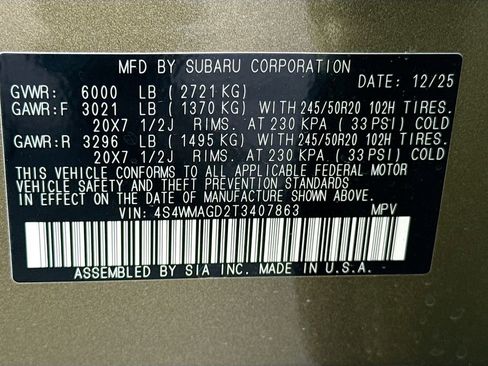 MFD BY SUBARU CORPORATION
DATE: 12/25
GVWR: 6000 LB (2721 KG)
GAWR:F 3021 LB (1370 KG) WITH 245/50R20 102H TIRES.
20X7 1/2J RIMS. AT 230 KPA (33 PSI) COLD
GAWR:R 3296 LB (1495 KG) WITH 245/50R20 102H TIRES.
20X7 1/2J RIMS. AT 230 KPA (33 PSI) COLD
THIS VEHICLE CONFORMS TO ALL APPLICABLE FEDERAL MOTOR
VEHICLE SAFETY AND THEFT PREVENTION STANDARDS
IN EFFECT ON THE DATE OF MANUFACTURE SHOWN ABOVE.
VIN: 4S4WMAGD2T3407863 MPV
ASSEMBLED BY SIA INC. MADE IN U.S.A.